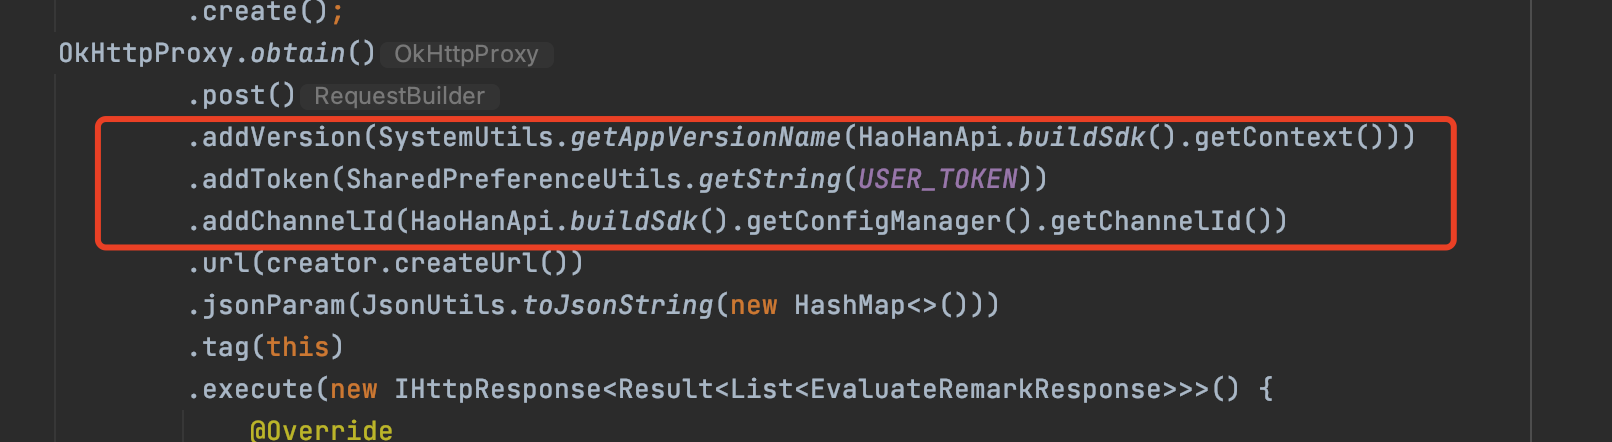 .create();
OkHttpProxy.obtain() OkHttpProxy
.post() RequestBuilder
.addVersion(SystemUtils.getAppVersionName(HaoHanApi.buildSdk().getContext()))
.addToken(SharedPreferenceUtils.getString(USER_TOKEN))
.addChannelId(HaoHanApi.buildSdk().getConfigManager().getChannelId())
.url(creator.createUrl())
.jsonParam(JsonUtils.toJsonString(new HashMap<>()))
.tag(this)
.execute(new IHttpResponse<Result<List<EvaluateRemarkResponse>>>() {
@Override